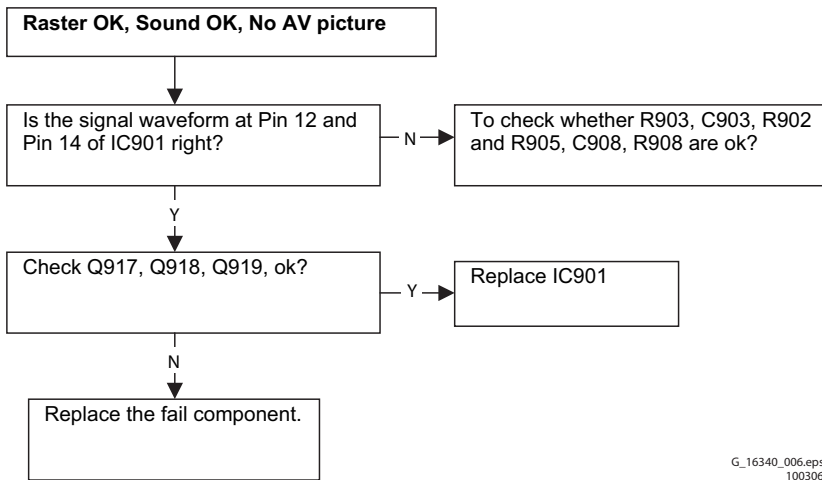 Raster OK, Sound OK, No AV picture
Is the signal waveform at Pin 12 and
Pin 14 of IC901 right?
N
To check whether R903, C903, R902
and R905, C908, R908 are ok?
Y
Check Q917, Q918, Q919, ok?
Y
Replace IC901
N
Replace the fail component.
G_16340_006.eps
100306